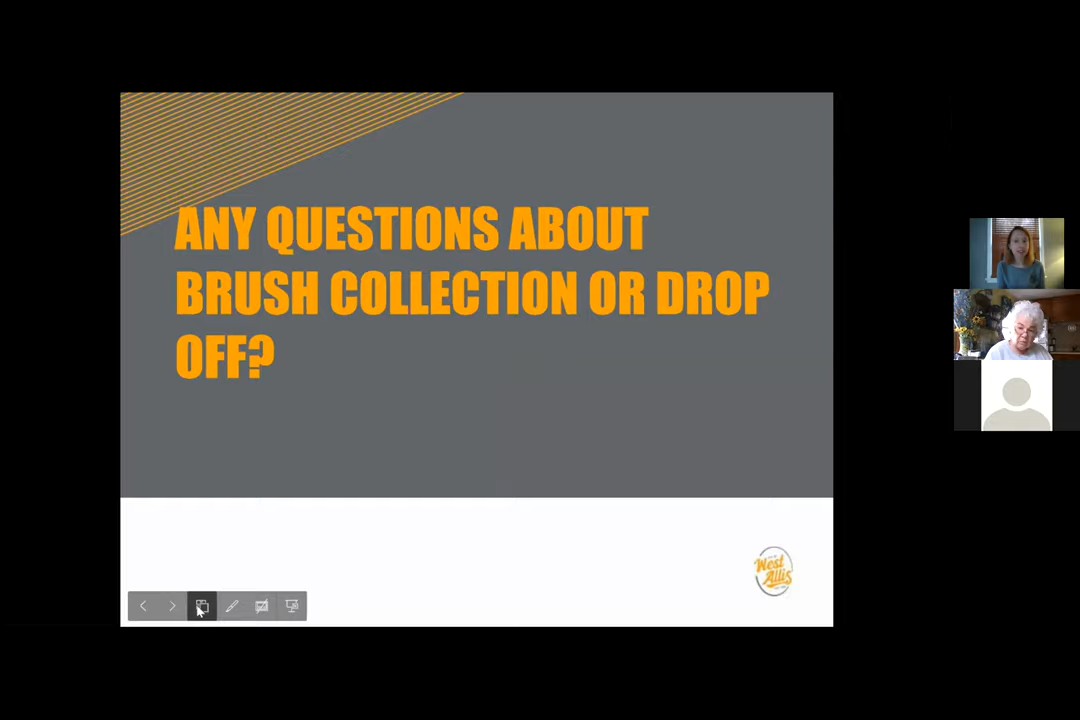 ANY QUESTIONS ABOUT
BRUSH COLLECTION OR DROP
OFF?
West
Allis